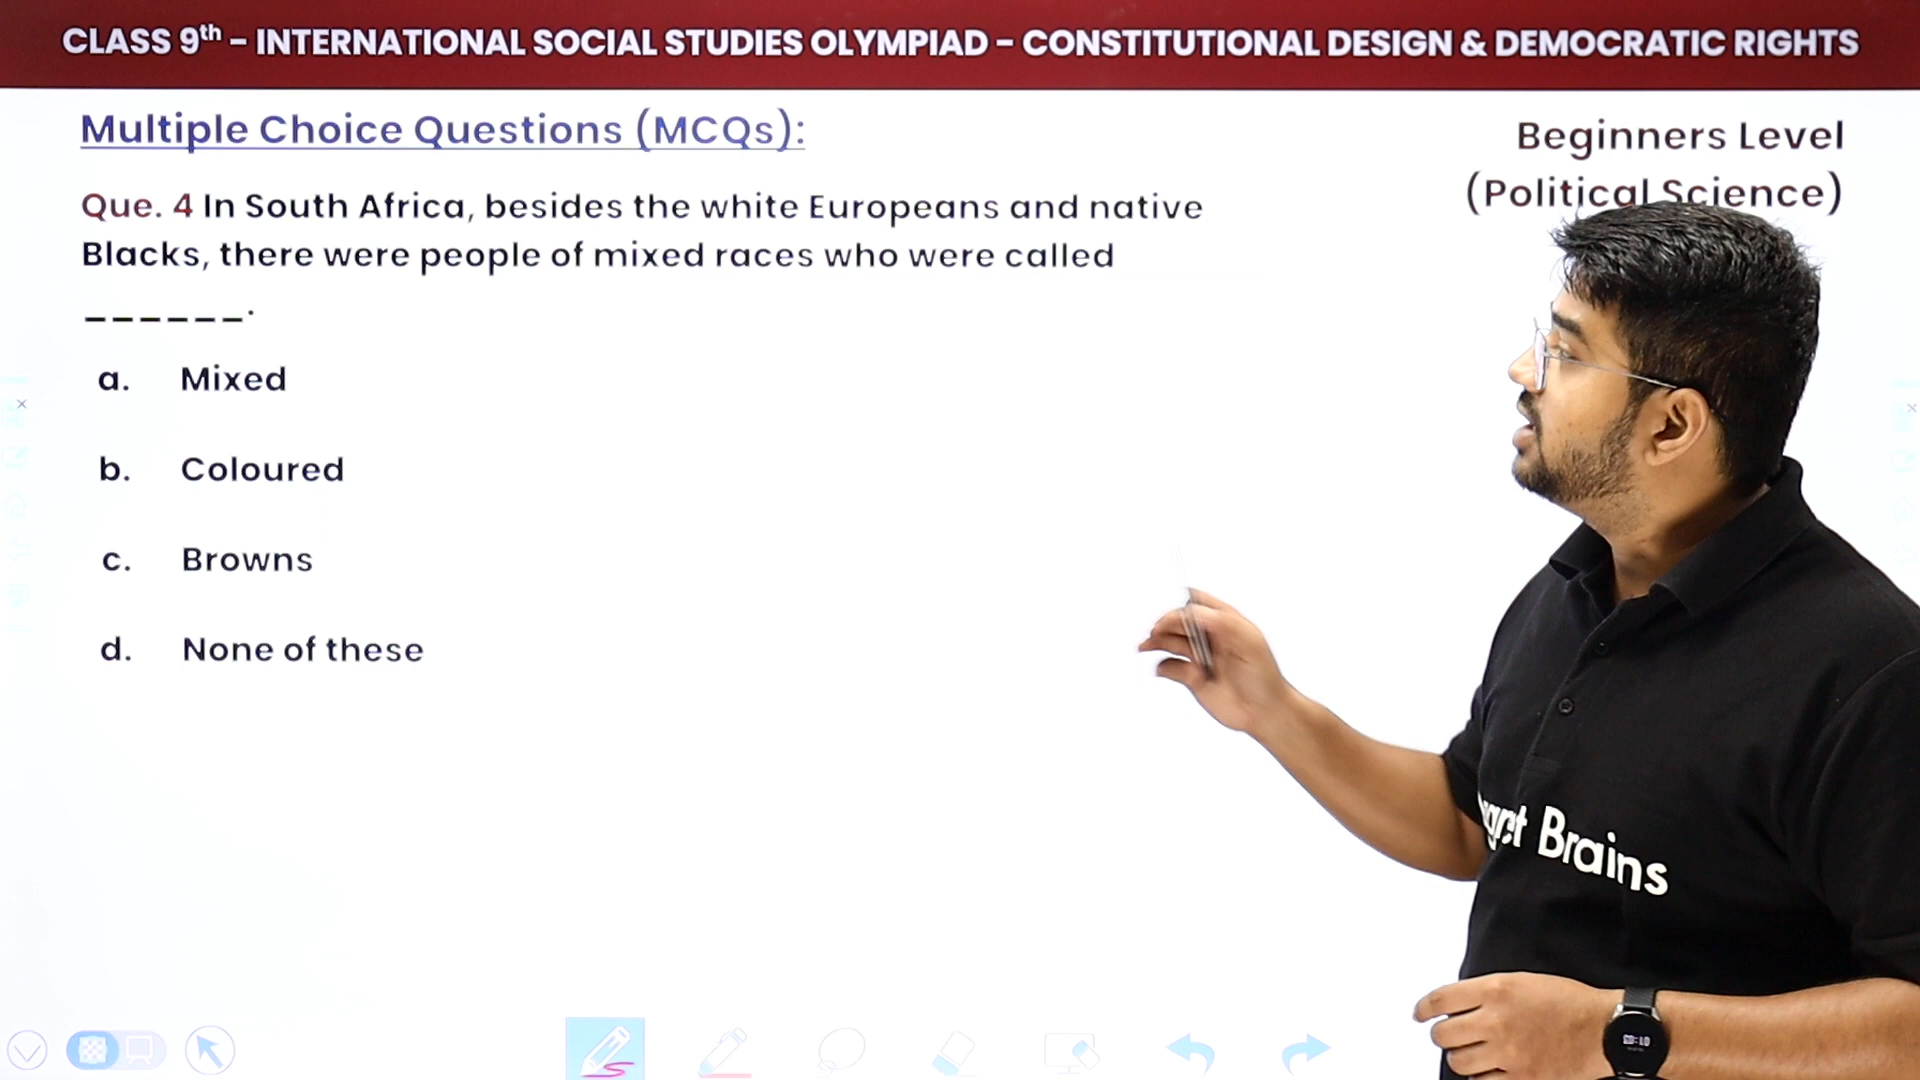 CLASS 9th - INTERNATIONAL SOCIAL STUDIES OLYMPIAD - CONSTITUTIONAL DESIGN & DEMOCRATIC RIGHTS
Multiple Choice Questions (MCQs):
Beginners Level
(Political Science)
Que. 4 In South Africa, besides the white Europeans and native
Blacks, there were people of mixed races who were called
______.
a. Mixed
b. Coloured
c. Browns
d. None of these
Brains